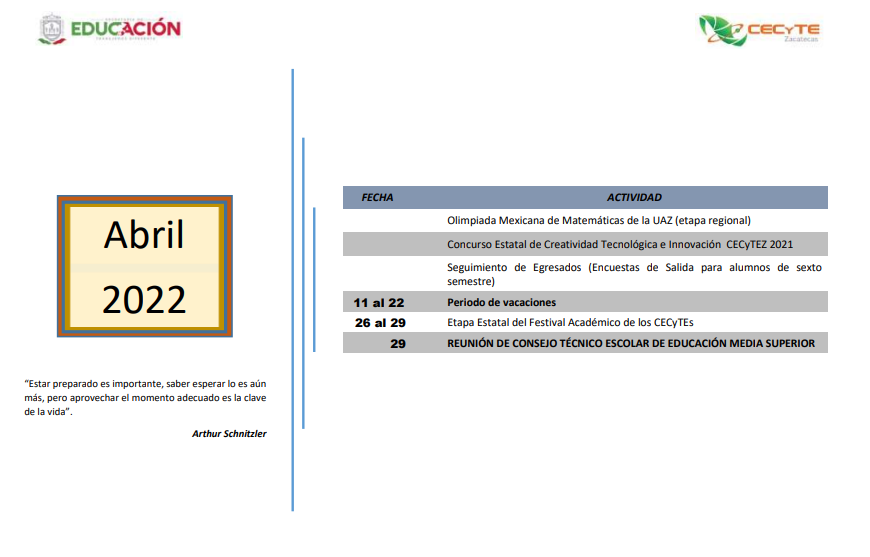 EDUCACIÓN
CECyTE
Zacatecas
Abril
2022
“Estar preparado es importante, saber esperar lo es aún
más, pero aprovechar el momento adecuado es la clave
de la vida”.
Arthur Schnitzler
FECHA ACTIVIDAD
Olimpiada Mexicana de Matemáticas de la UAZ (etapa regional)
Concurso Estatal de Creatividad Tecnológica e Innovación CECyTEZ 2021
Seguimiento de Egresados (Encuestas de Salida para alumnos de sexto
semestre)
11 al 22 Periodo de vacaciones
26 al 29 Etapa Estatal del Festival Académico de los CECyTEs
29 REUNIÓN DE CONSEJO TÉCNICO ESCOLAR DE EDUCACIÓN MEDIA SUPERIOR